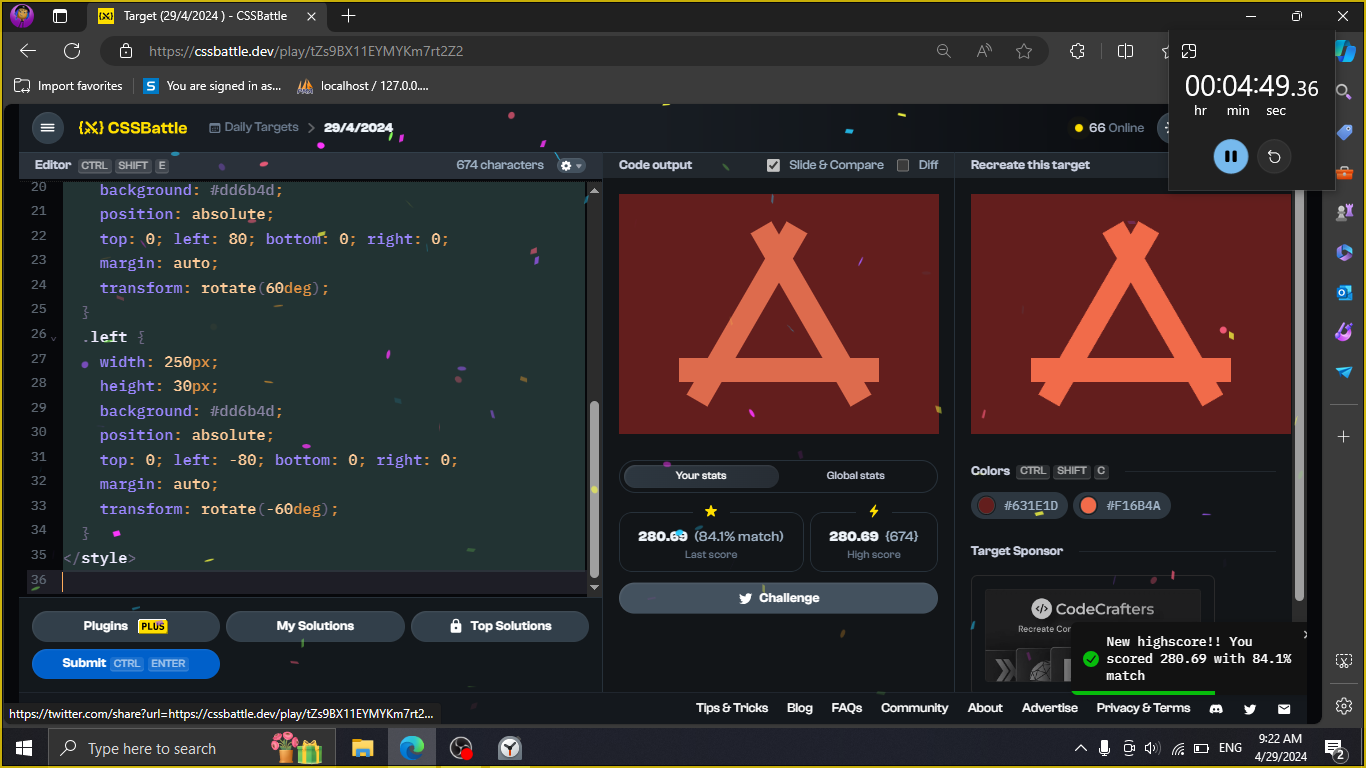 Target (29/4/2024 ) - CSSBattle
https://cssbattle.dev/play/tZs9BX11EYMYKm7rt2Z2
Import favorites
S You are signed in as...
localhost / 127.0.0....
00:04:49.36
hr min sec
{X} CSSBattle
Daily Targets > 29/4/2024
66 Online
Editor CTRL SHIFT E
674 characters
Code output
Slide & Compare
Diff
Recreate this target
20 background: #dd6b4d;
21 position: absolute;
22 top: 0; left: 80; bottom: 0; right: 0;
23 margin: auto;
24 transform: rotate(60deg);
25 }
26 .left {
27 width: 250px;
28 height: 30px;
29 background: #dd6b4d;
30 position: absolute;
31 top: 0; left: -80; bottom: 0; right: 0;
32 margin: auto;
33 transform: rotate(-60deg);
34 }
35 </style>
36
Your stats
Global stats
280.69 (84.1% match)
Last score
280.69 {674}
High score
Challenge
Colors CTRL SHIFT C
#631E1D
#F16B4A
Target Sponsor
</> CodeCrafters
Recreate Con
New highscore!! You
scored 280.69 with 84.1%
match
Plugins PLUS
My Solutions
Top Solutions
Submit CTRL ENTER
Tips & Tricks
Blog
FAQs
Community
About
Advertise
Privacy & Terms
https://twitter.com/share?url=https://cssbattle.dev/play/tZs9BX11EYMYKm7rt2...
Type here to search
ENG
9:22 AM
4/29/2024
2